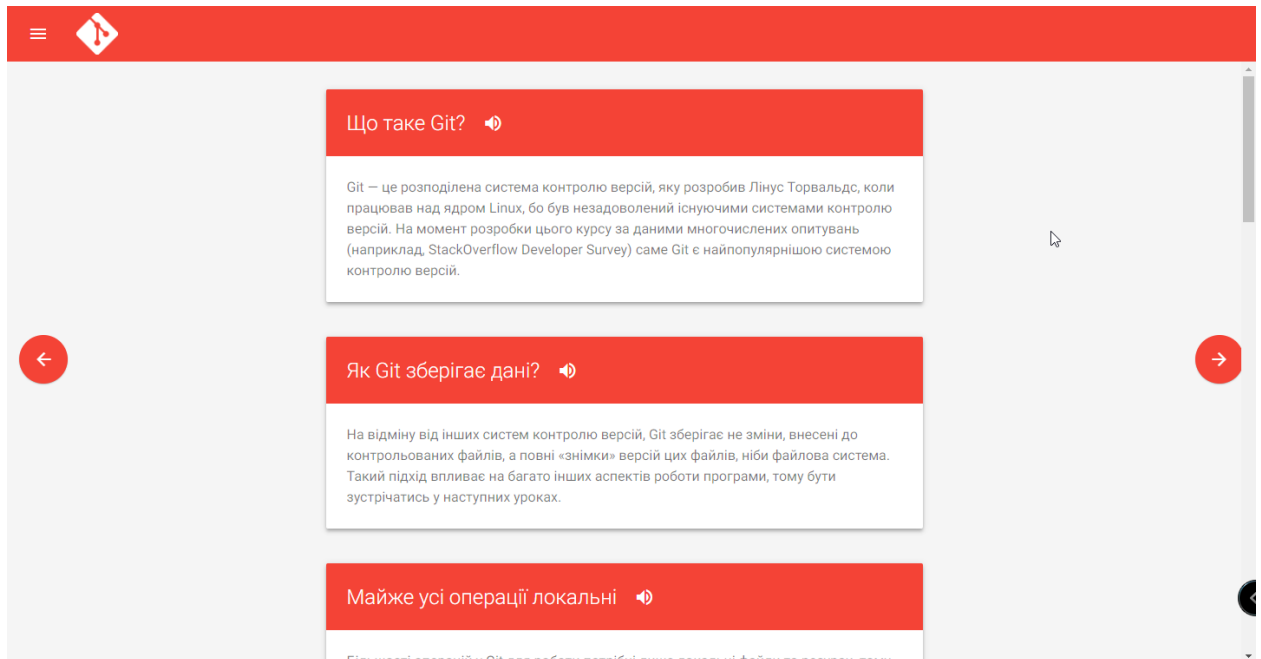 Що таке Git?
Git — це розподілена система контролю версій, яку розробив Лінус Торвальдс, коли
працював над ядром Linux, бо був незадоволений існуючими системами контролю
версій. На момент розробки цього курсу за даними многочислених опитувань
(наприклад, StackOverflow Developer Survey) саме Git є найпопулярнішою системою
контролю версій.
Як Git зберігає дані?
На відміну від інших систем контролю версій, Git зберігає не зміни, внесені до
контрольованих файлів, а повні «знімки» версій цих файлів, ніби файлова система.
Такий підхід впливає на багато інших аспектів роботи програми, тому бути
зустрічатись у наступних уроках.
Майже усі операції локальні